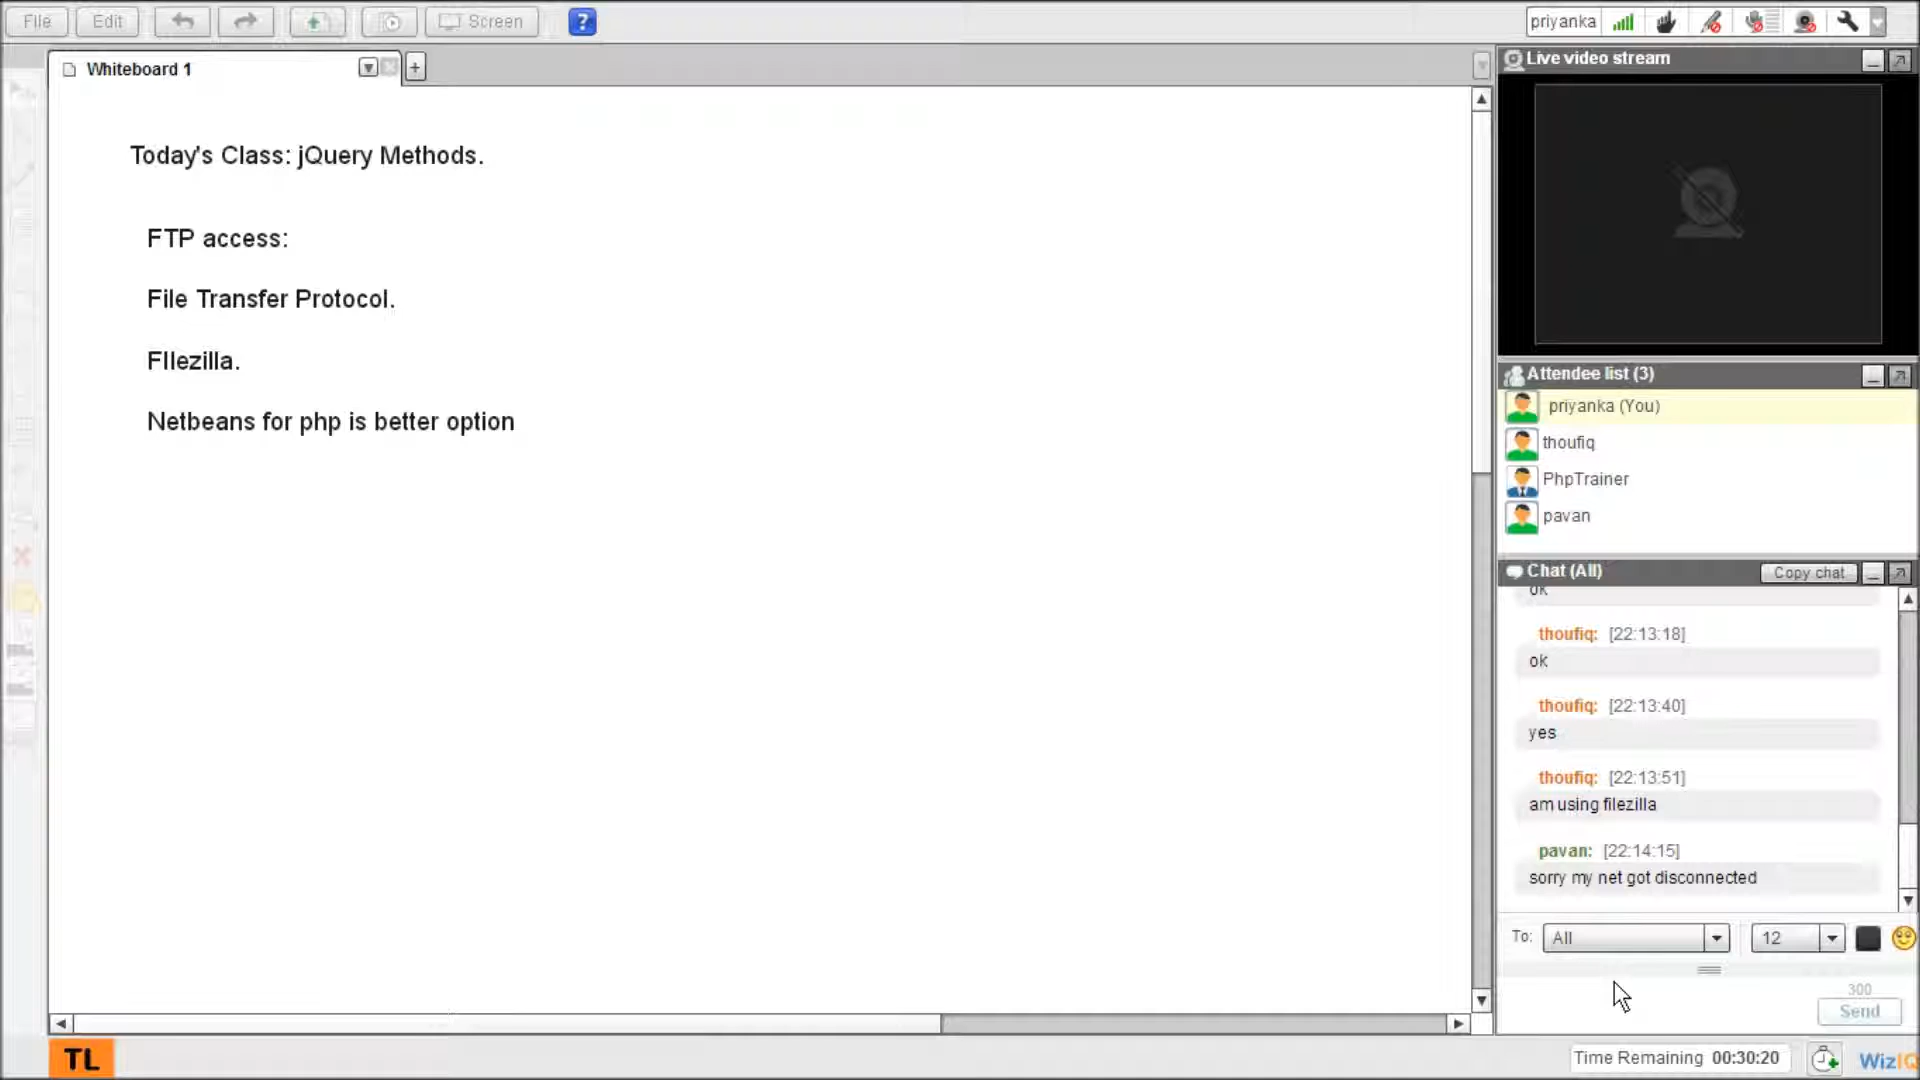 File Edit Screen ? priyanka
Whiteboard 1 +
Today's Class: jQuery Methods.
FTP access:
File Transfer Protocol.
FIlezilla.
Netbeans for php is better option
Live video stream
Attendee list (3)
priyanka (You)
thoufiq
PhpTrainer
pavan
Chat (All) Copy chat
ok
thoufiq: [22:13:18]
ok
thoufiq: [22:13:40]
yes
thoufiq: [22:13:51]
am using filezilla
pavan: [22:14:15]
sorry my net got disconnected
To: All 12
300
Send
TL
Time Remaining 00:30:20
WizIQ